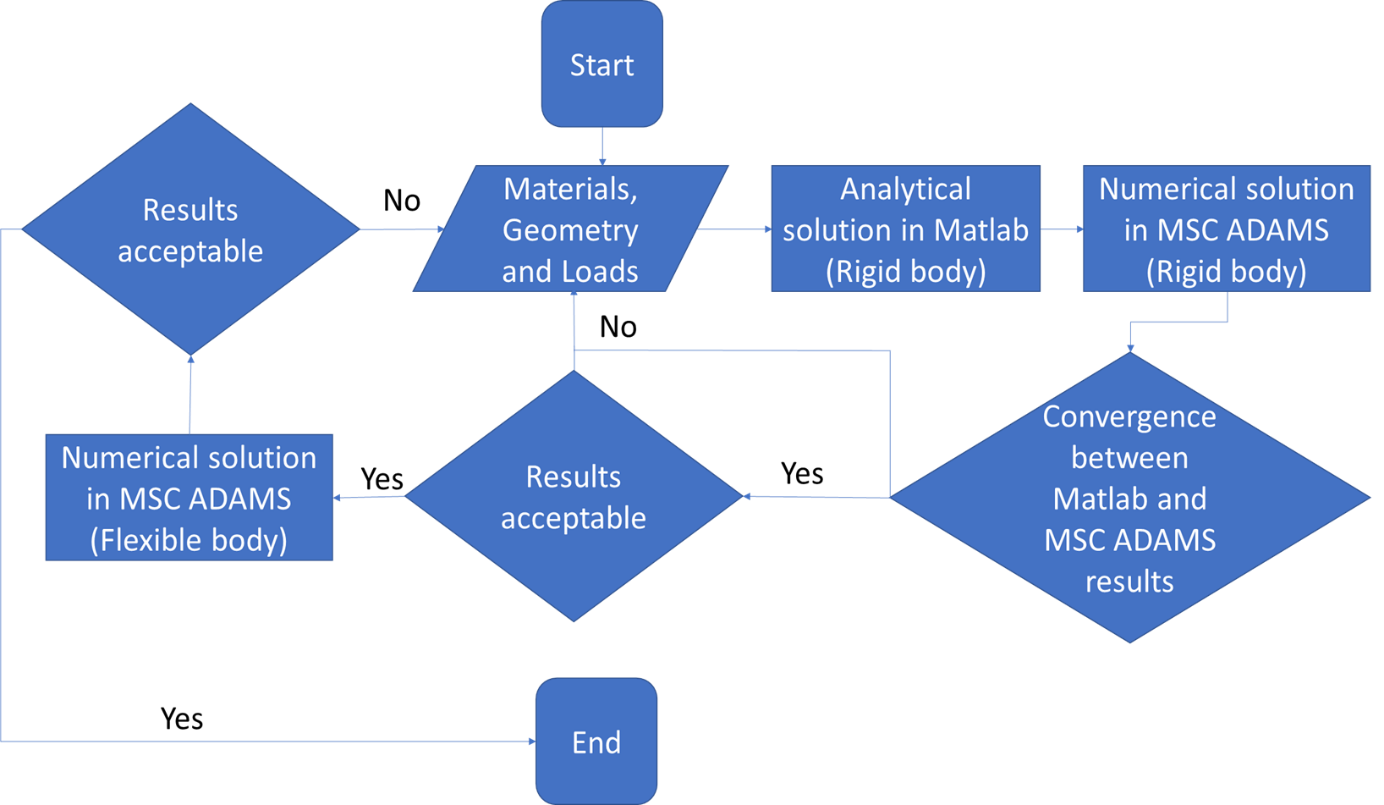 Start
Results
acceptable
No
Materials,
Geometry
and Loads
Analytical
solution in Matlab
(Rigid body)
Numerical solution
in MSC ADAMS
(Rigid body)
No
Convergence
between
Matlab and
MSC ADAMS
results
Yes
Results
acceptable
Yes
Numerical solution
in MSC ADAMS
(Flexible body)
Yes
End